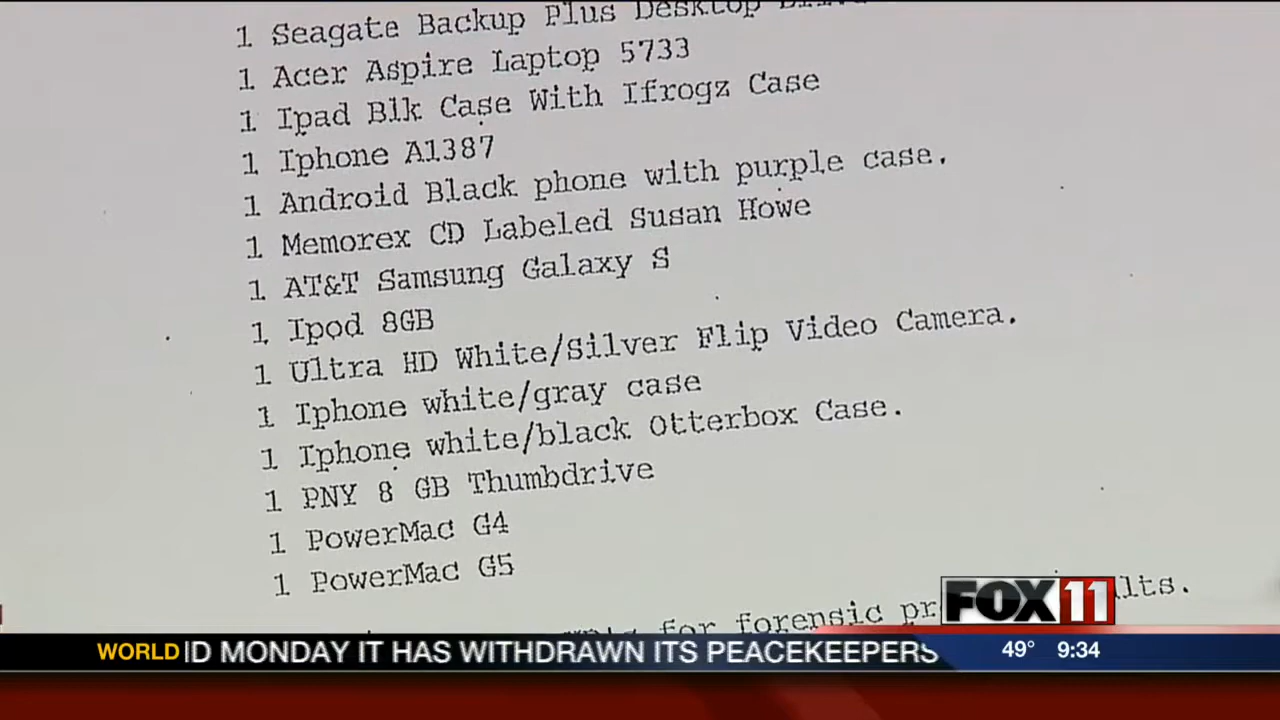 1 Seagate Backup Plus Desktop
1 Acer Aspire Laptop 5733
1 Ipad Blk Case With Ifrogz Case
1 Iphone A1387
1 Android Black phone with purple case.
1 Memorex CD Labeled Susan Howe
1 AT&T Samsung Galaxy S
1 Ipod 8GB
1 Ultra HD White/Silver Flip Video Camera.
1 Iphone white/gray case
1 Iphone white/black Otterbox Case.
1 PNY 8 GB Thumbdrive
1 PowerMac G4
1 PowerMac G5
for forensic
FOX 11
WORLD ID MONDAY IT HAS WITHDRAWN ITS PEACEKEEPERS 49° 9:34